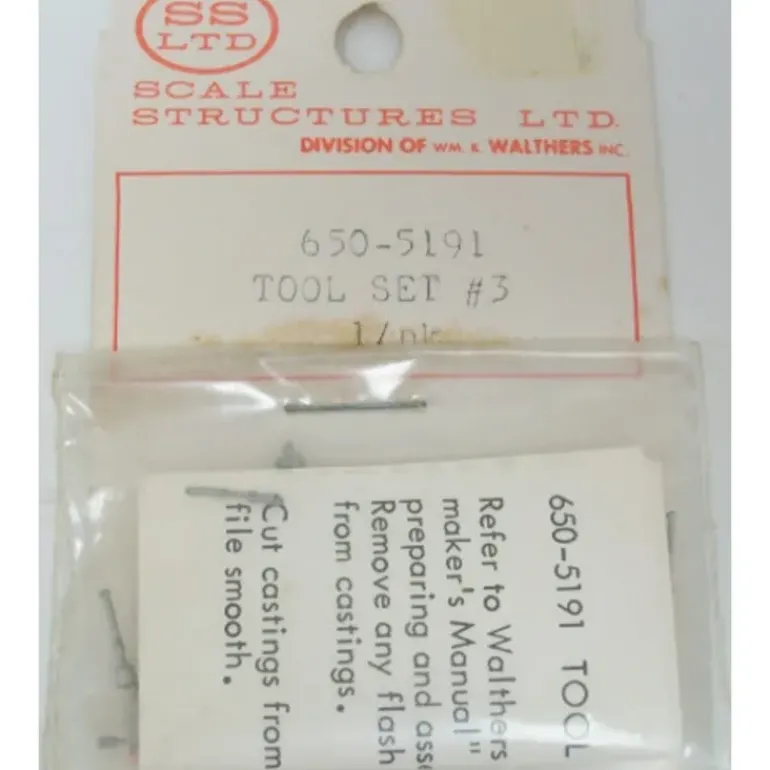 SS
LTD
SCALE
STRUCTURES LTD.
DIVISION OF WM. K. WALTHERS INC.
650-5191
TOOL SET #3
1/pk
650-5191 TOOL
Refer to Walthers
maker's Manual"
preparing and asse
Remove any flash
from castings.
Cut castings from
file smooth.